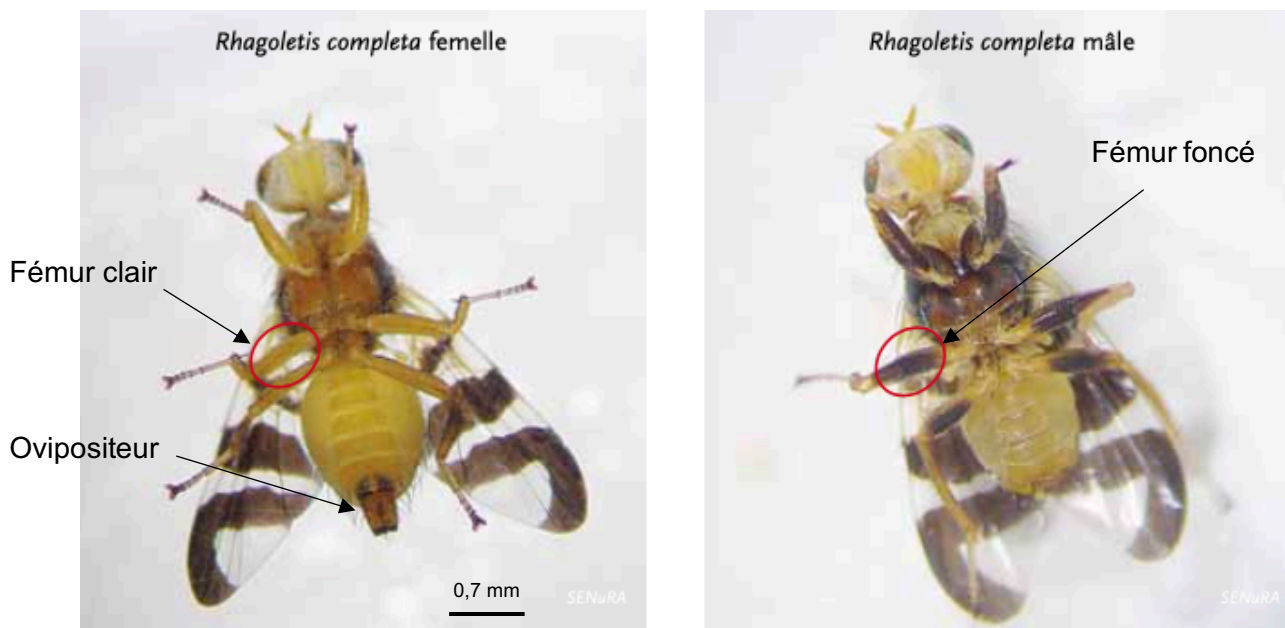 Rhagoletis completa femelle
Fémur clair
Ovipositeur
0,7 mm
SENuRA
Rhagoletis completa mâle
Fémur foncé
SENuRA